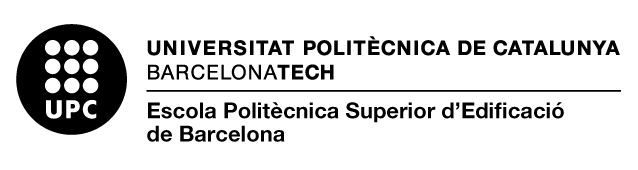 UPC
UNIVERSITAT POLITÈCNICA DE CATALUNYA
BARCELONATECH
Escola Politècnica Superior d’Edificació
de Barcelona